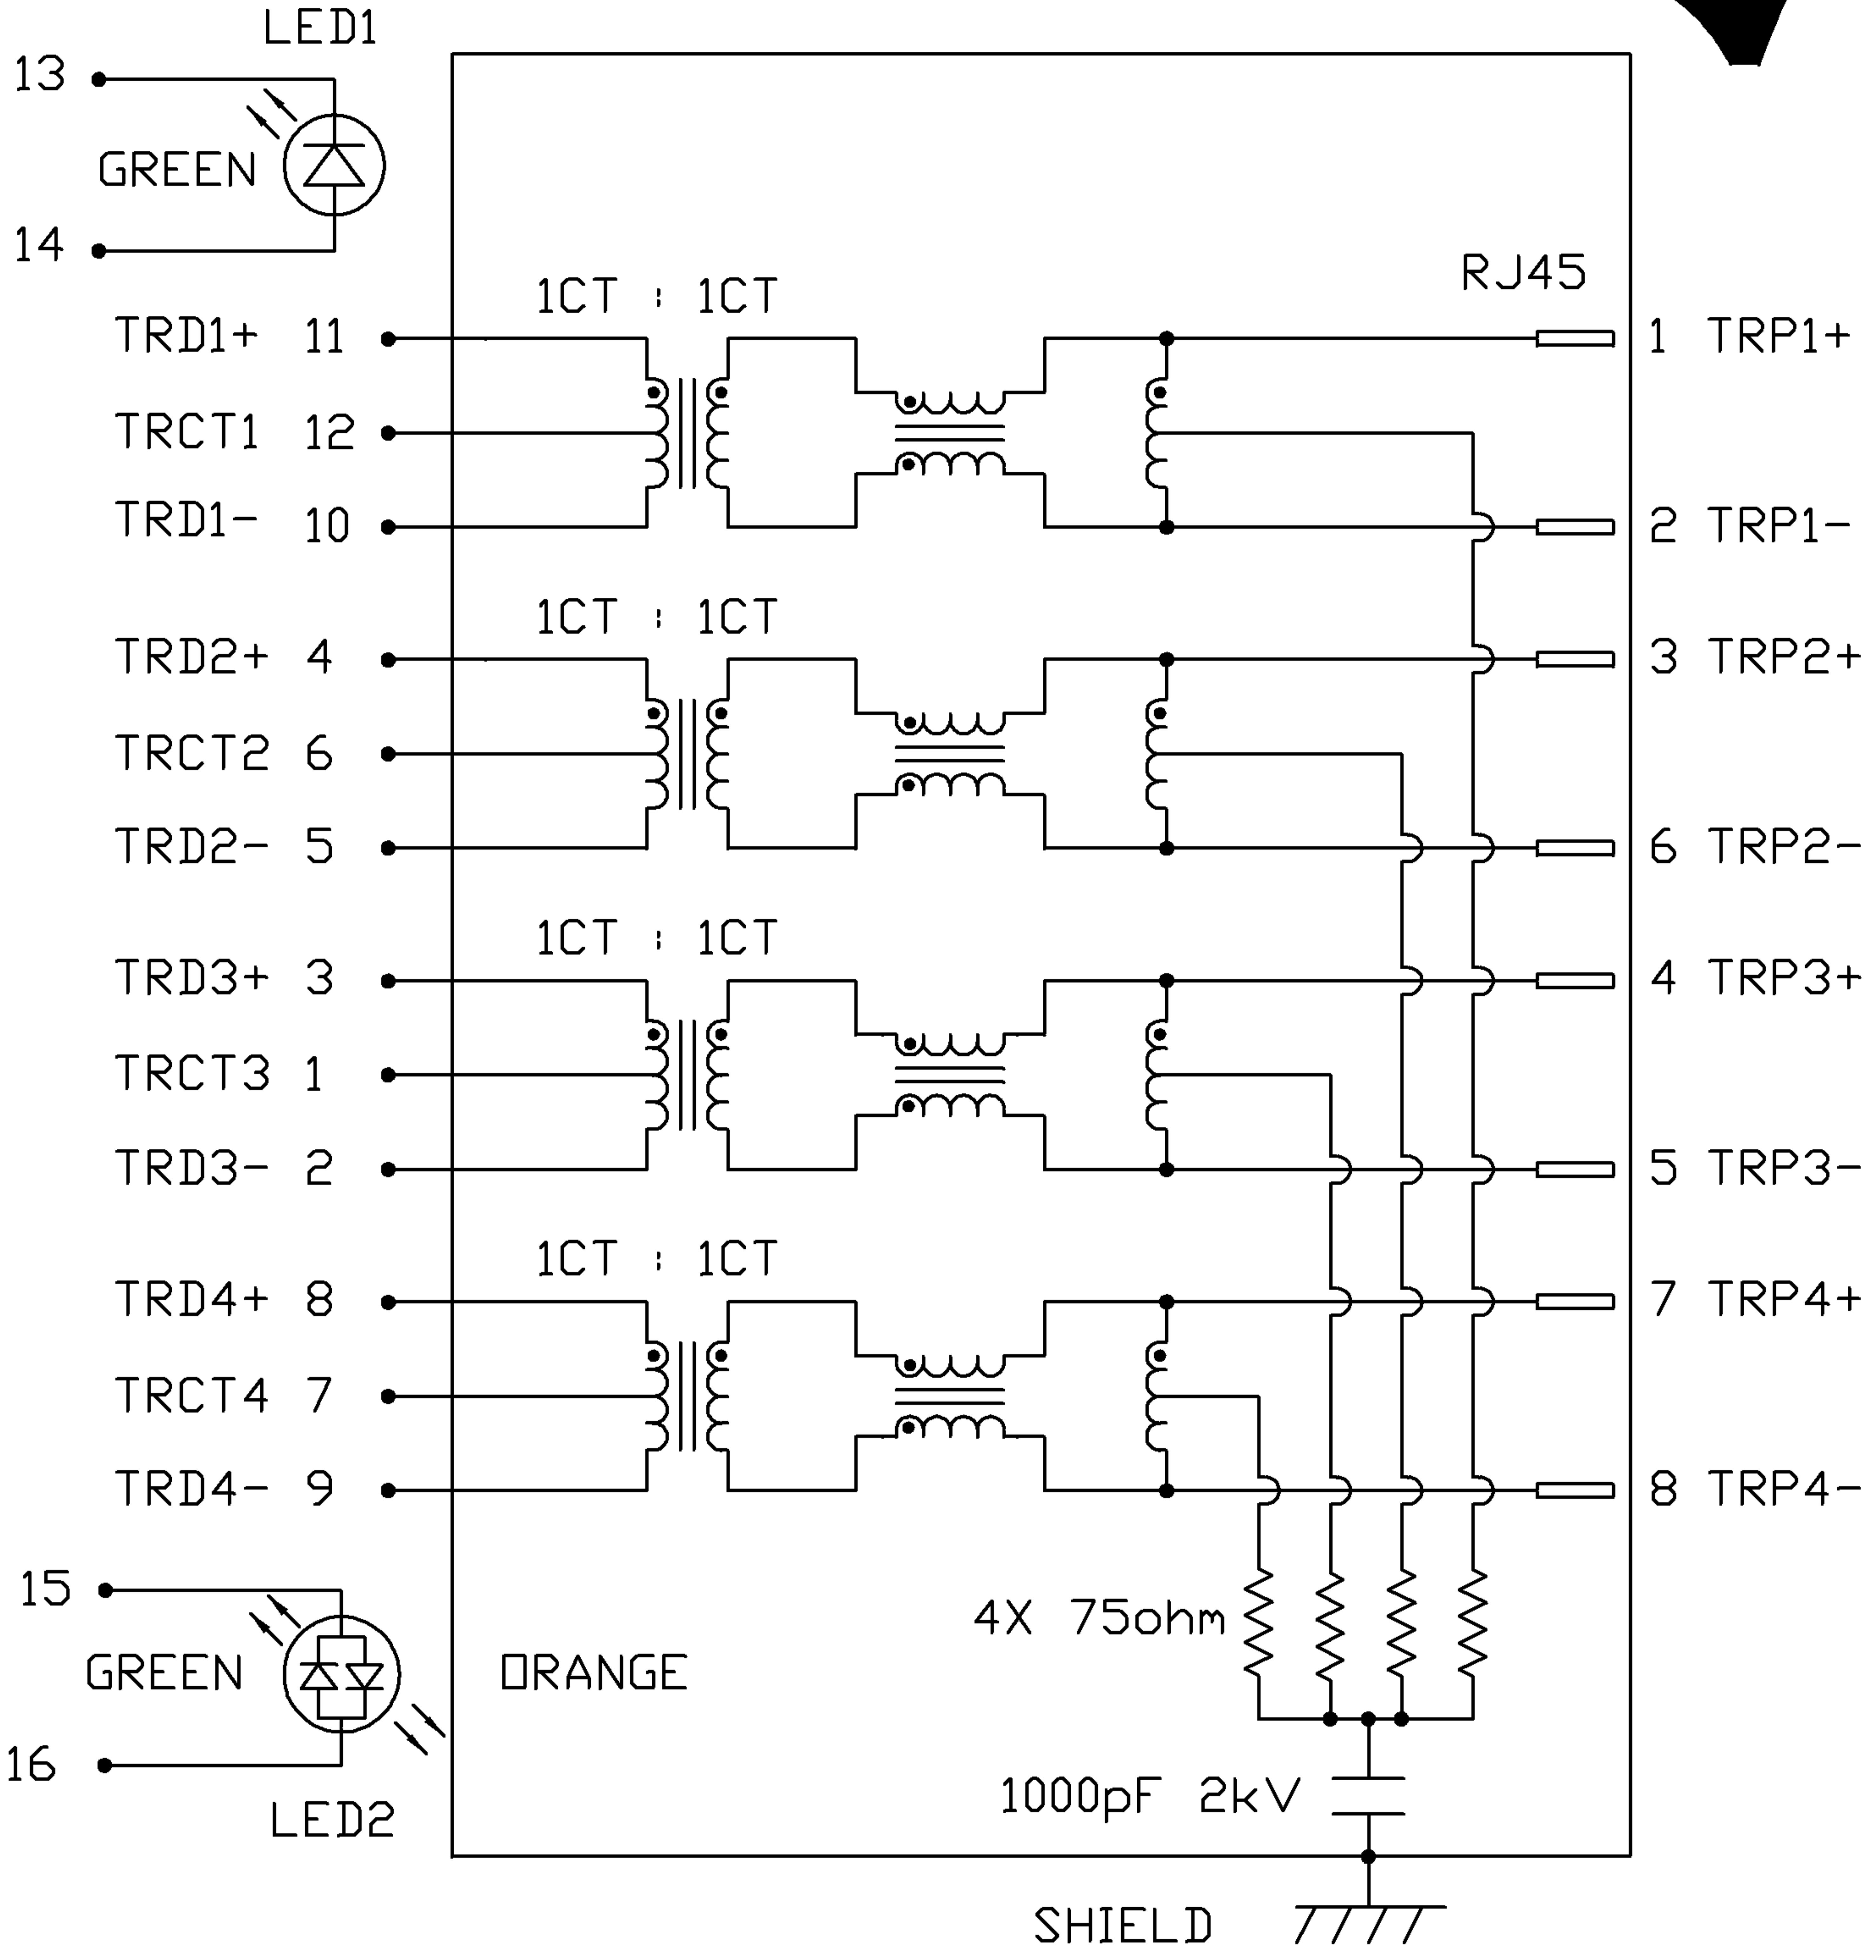 LED1
13
GREEN
14
RJ45
1CT : 1CT
TRD1+ 11 1 TRP1+
TRCT1 12
TRD1- 10 2 TRP1-
1CT : 1CT
TRD2+ 4 3 TRP2+
TRCT2 6
TRD2- 5 6 TRP2-
1CT : 1CT
TRD3+ 3 4 TRP3+
TRCT3 1
TRD3- 2 5 TRP3-
1CT : 1CT
TRD4+ 8 7 TRP4+
TRCT4 7
TRD4- 9 8 TRP4-
15
4X 75ohm
GREEN ORANGE
16
1000pF 2kV
LED2
SHIELD